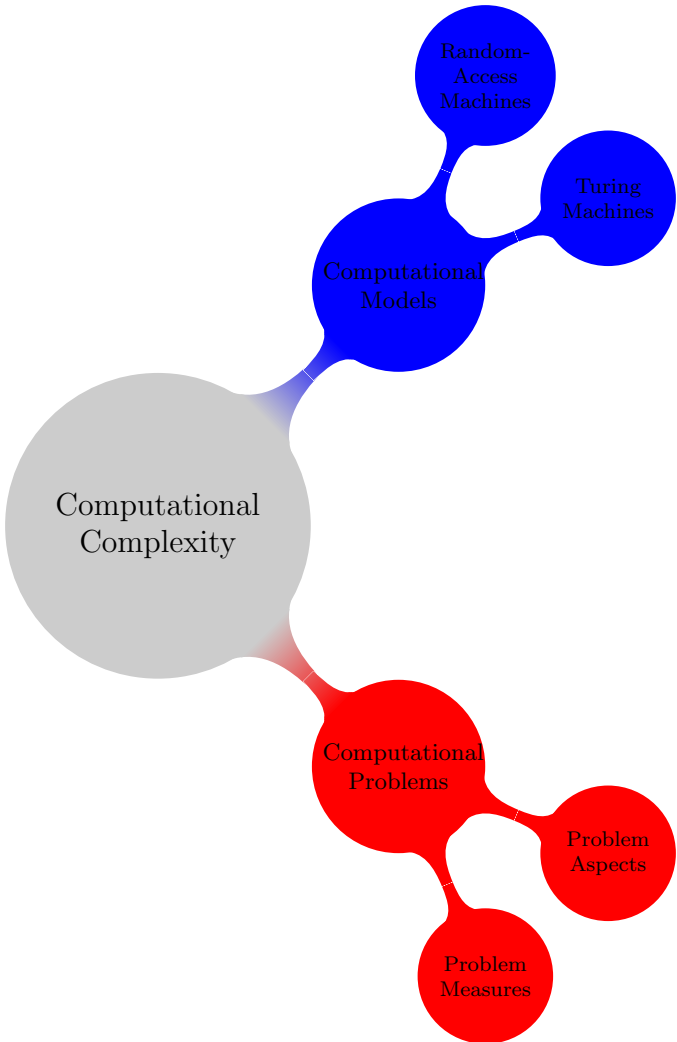 Random-
Access
Machines
Turing
Machines
Computational
Models
Computational
Complexity
Computational
Problems
Problem
Aspects
Problem
Measures